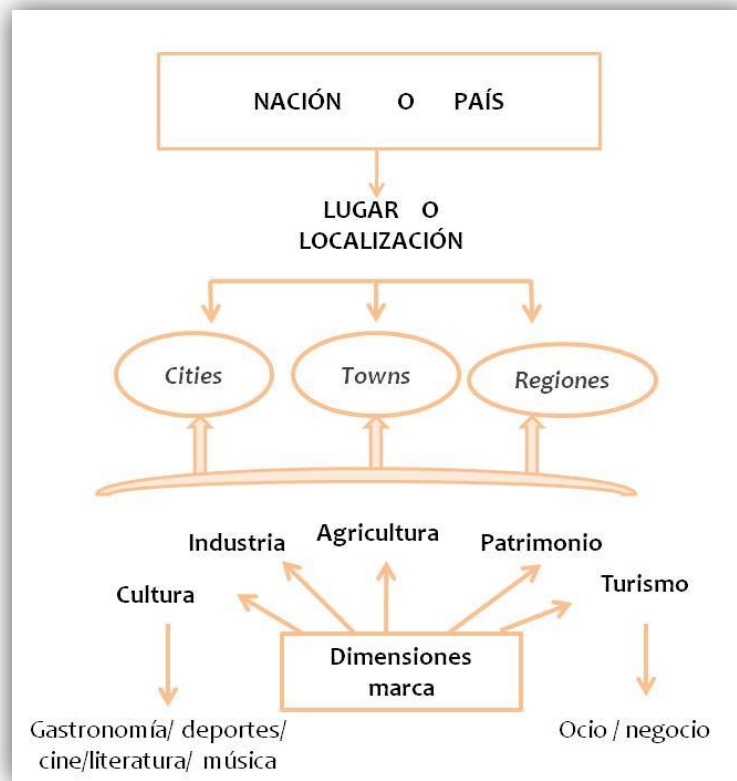 NACIÓN O PAÍS
LUGAR O
LOCALIZACIÓN
Cities
Towns
Regiones
Industria
Agricultura
Patrimonio
Cultura
Turismo
Dimensiones
marca
Gastronomía/ deportes/
cine/literatura/ música
Ocio / negocio